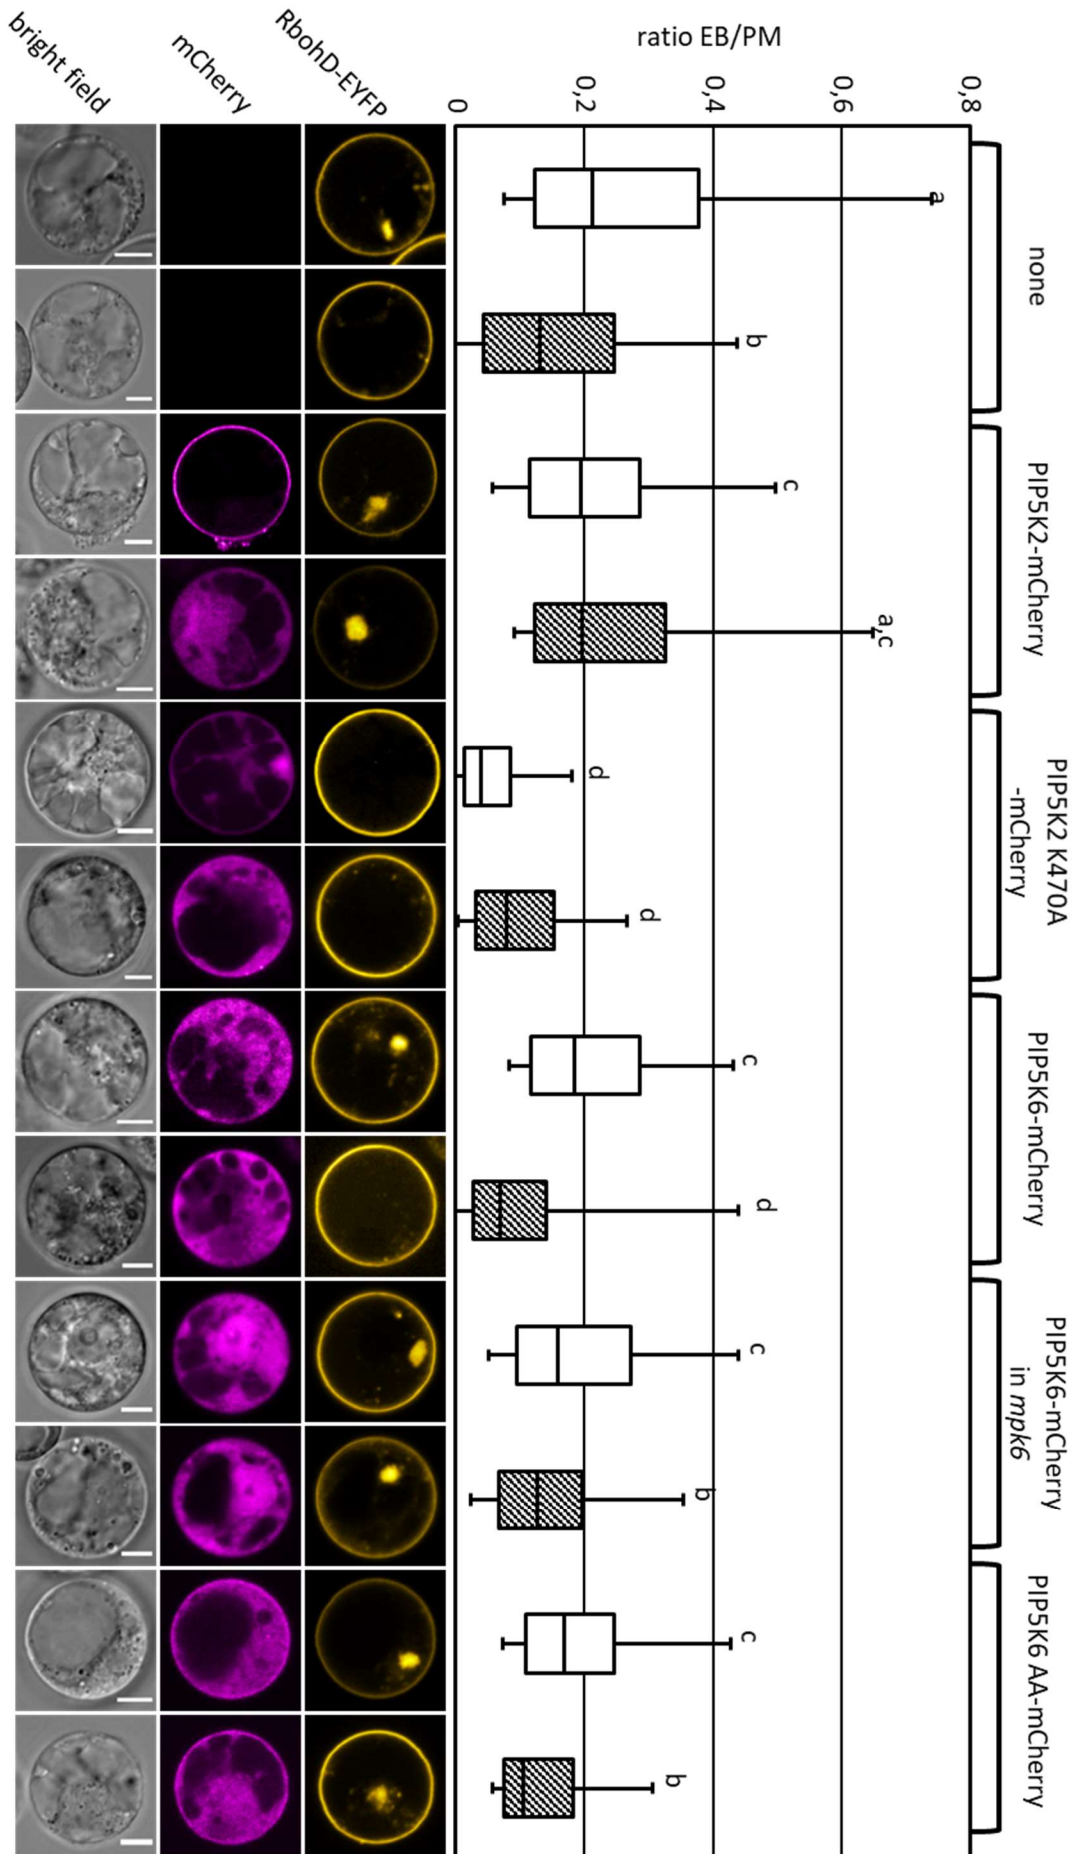 none
PIP5K2-mCherry
PIP5K2 K470A
-mCherry
PIP5K6-mCherry
PIP5K6-mCherry
in mpk6
PIP5K6 AA-mCherry
ratio EB/PM
0,8
0,6
0,4
0,2
0
a
b
c
a,c
d
d
c
d
c
b
c
b
RbohD-EYFP
mCherry
bright field